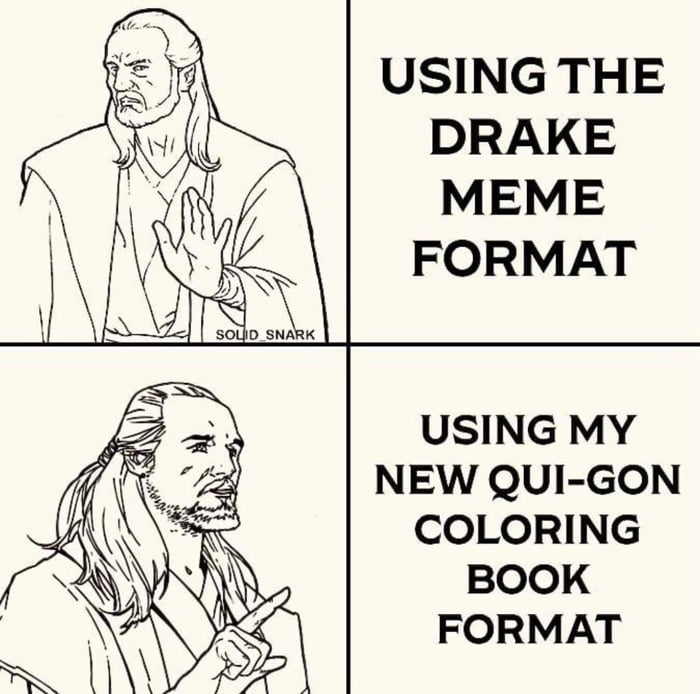 USING THE
DRAKE
MEME
FORMAT
SOLID_SNARK
USING MY
NEW QUI-GON
COLORING
BOOK
FORMAT